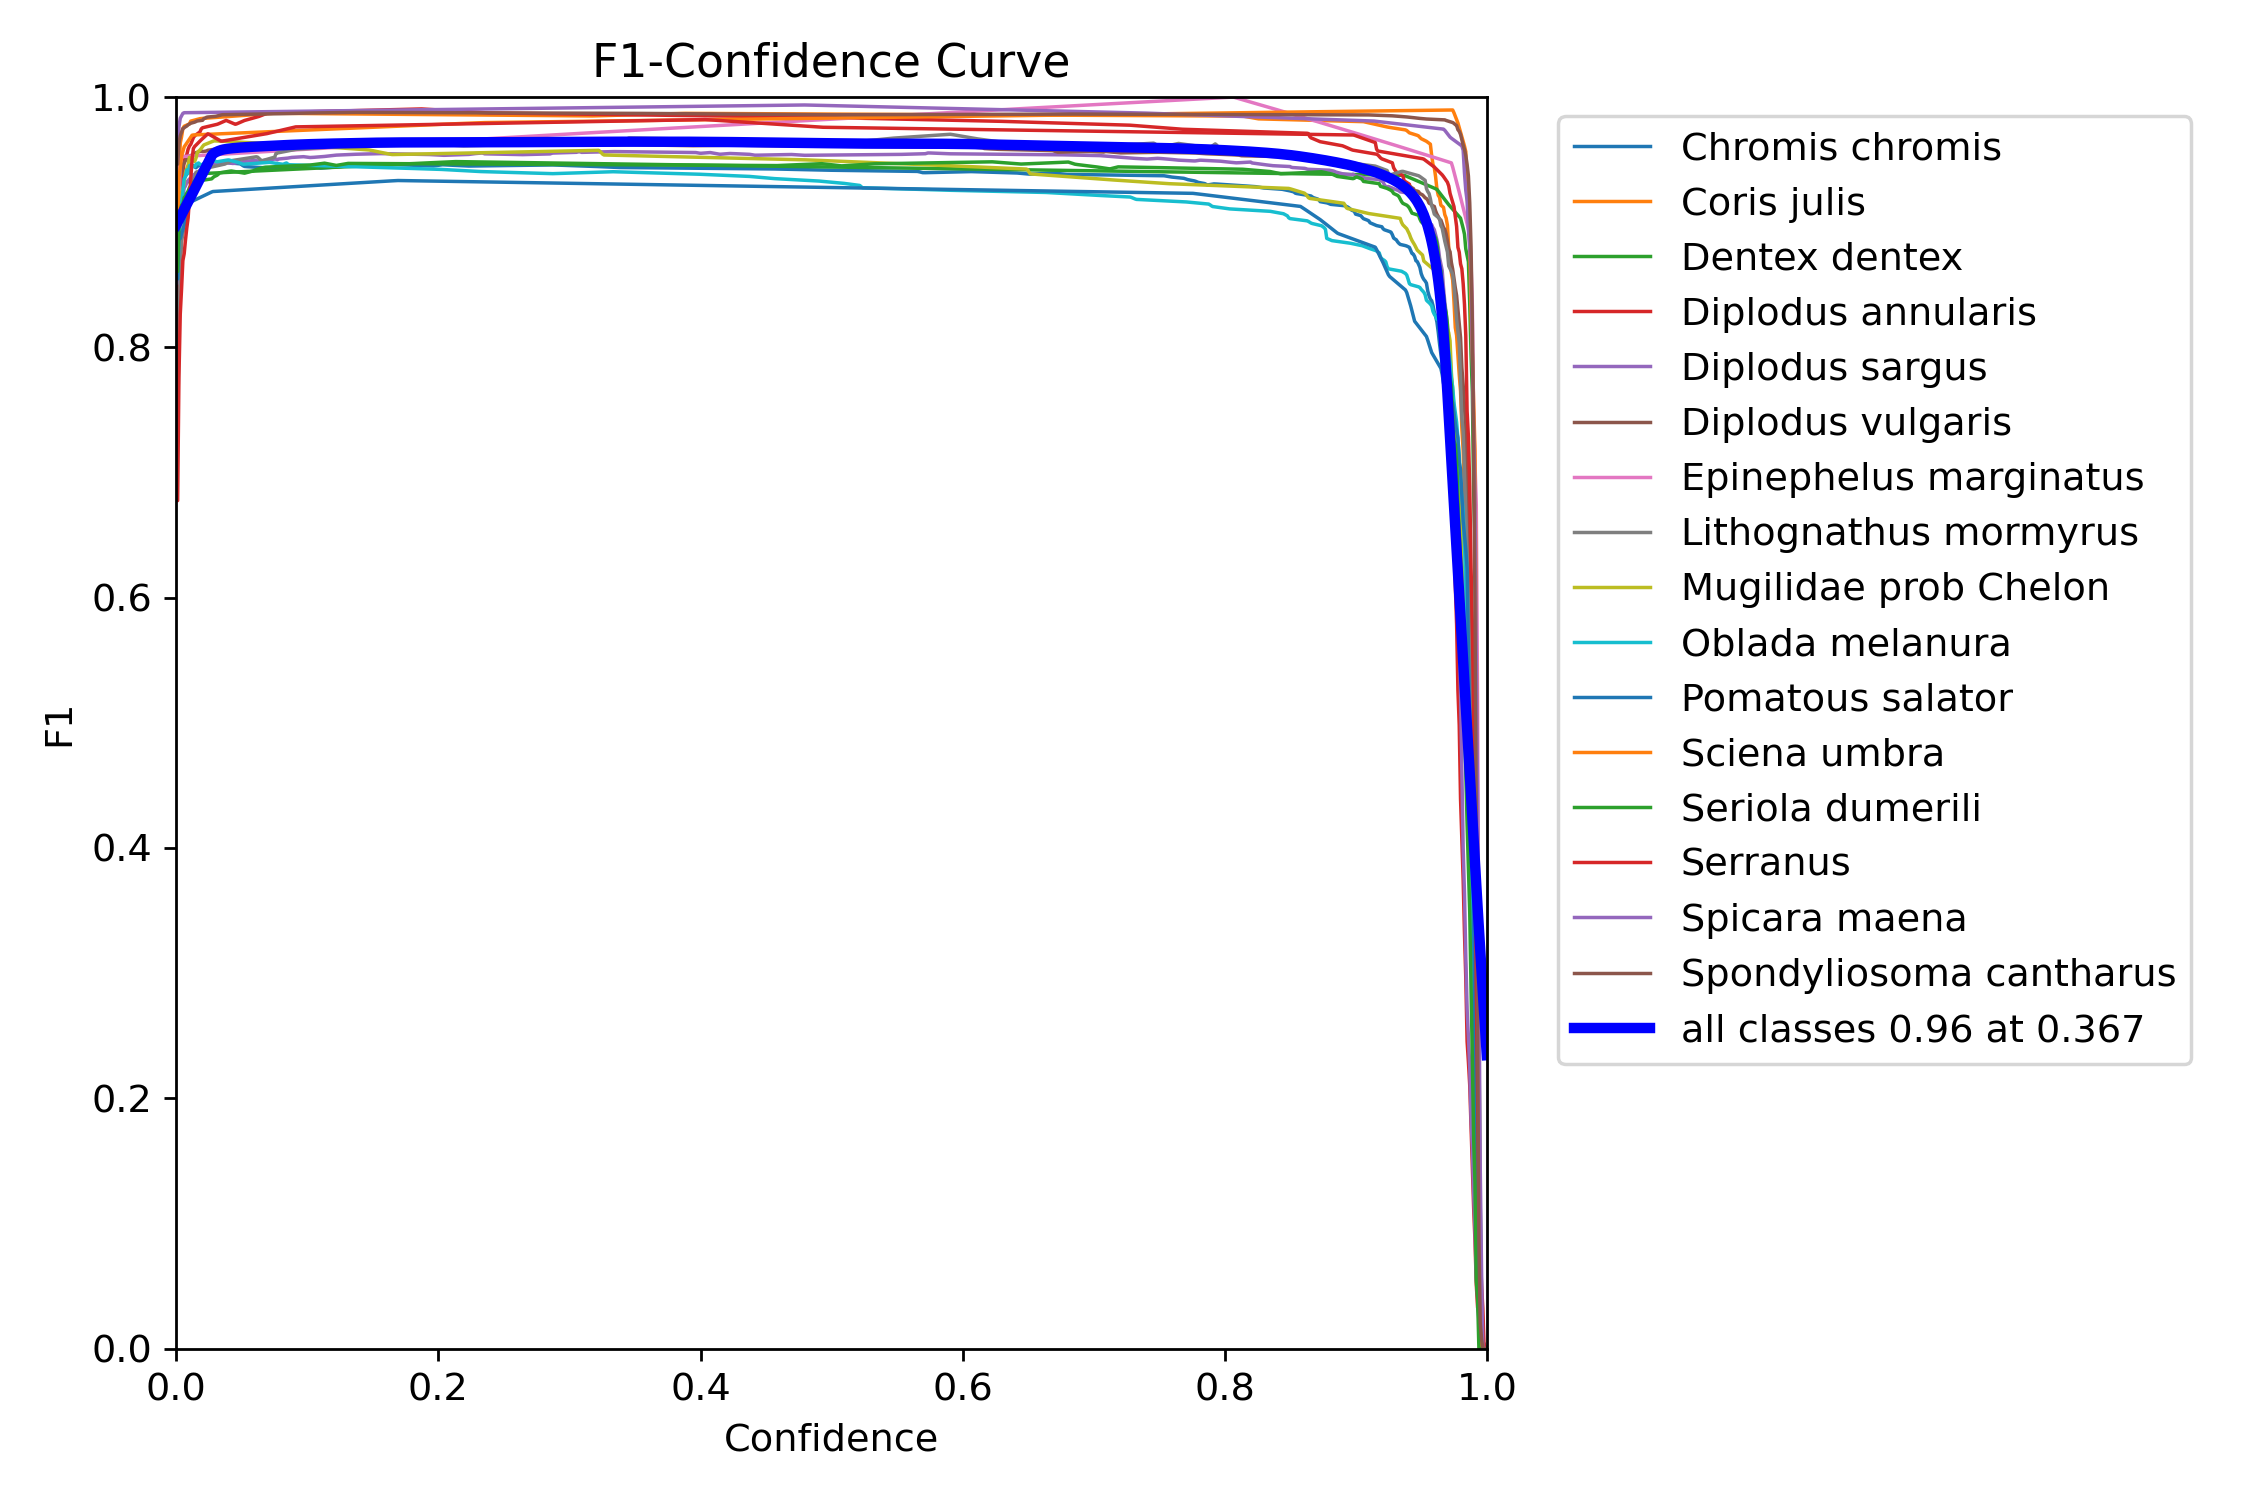 F1-Confidence Curve
1.0
0.8
0.6
0.4
0.2
0.0
F1
0.0 0.2 0.4 0.6 0.8 1.0
Confidence
Chromis chromis
Coris julis
Dentex dentex
Diplodus annularis
Diplodus sargus
Diplodus vulgaris
Epinephelus marginatus
Lithognathus mormyrus
Mugilidae prob Chelon
Oblada melanura
Pomatous salator
Sciena umbra
Seriola dumerili
Serranus
Spicara maena
Spondyliosoma cantharus
all classes 0.96 at 0.367